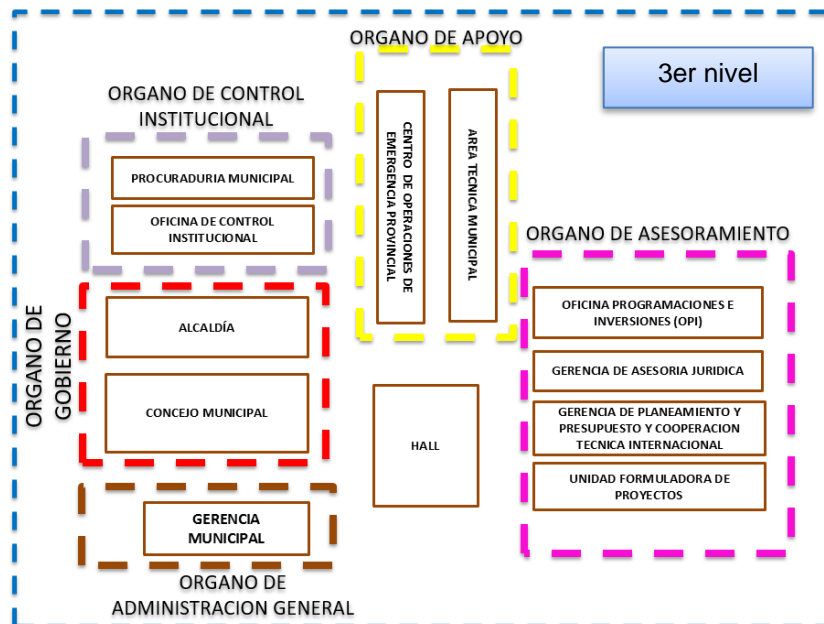 ORGANO DE APOYO
3er nivel
ORGANO DE CONTROL
INSTITUCIONAL
PROCURADURIA MUNICIPAL
OFICINA DE CONTROL
INSTITUCIONAL
CENTRO DE OPERACIONES DE
EMERGENCIA PROVINCIAL
AREA TECNICA MUNICIPAL
ORGANO DE ASESORAMIENTO
OFICINA PROGRAMACIONES E
INVERSIONES (OPI)
GERENCIA DE ASESORIA JURIDICA
GERENCIA DE PLANEAMIENTO Y
PRESUPUESTO Y COOPERACION
TECNICA INTERNACIONAL
UNIDAD FORMULADORA DE
PROYECTOS
ORGANO DE
GOBIERNO
ALCALDÍA
CONCEJO MUNICIPAL
HALL
GERENCIA
MUNICIPAL
ORGANO DE
ADMINISTRACION GENERAL